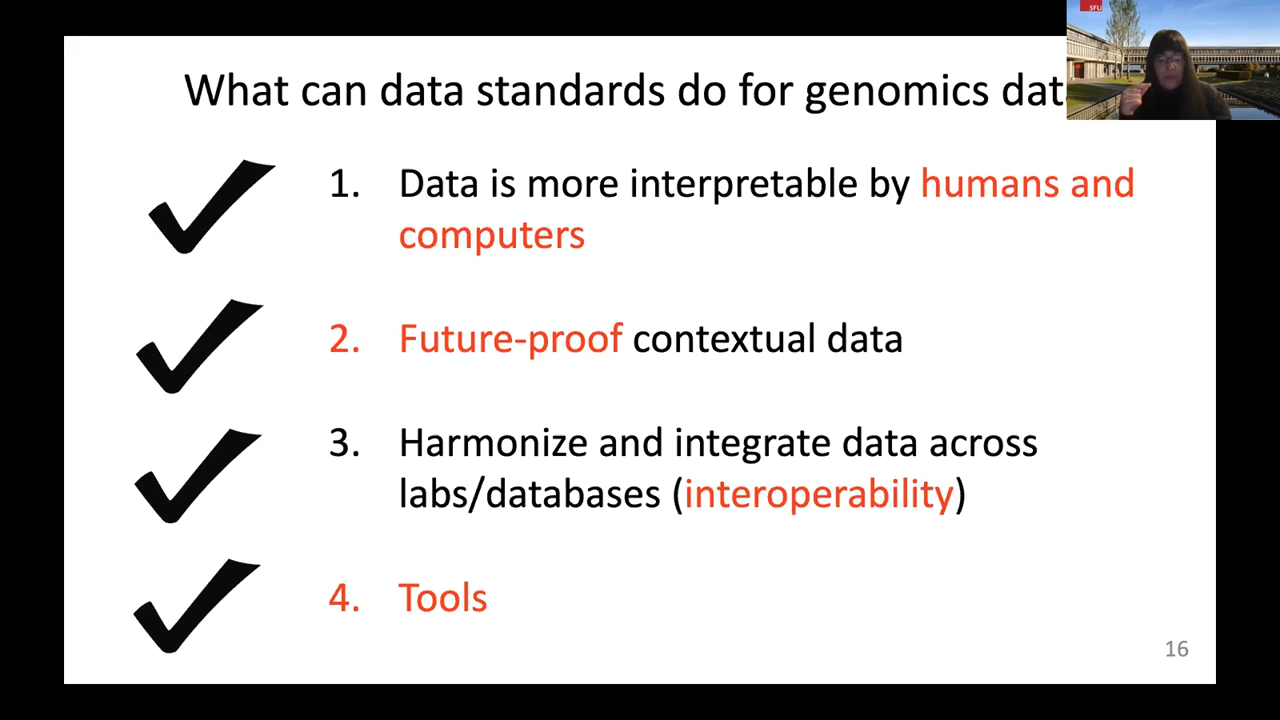 What can data standards do for genomics dat
SFU
1. Data is more interpretable by humans and
computers
2. Future-proof contextual data
3. Harmonize and integrate data across
labs/databases (interoperability)
4. Tools
16